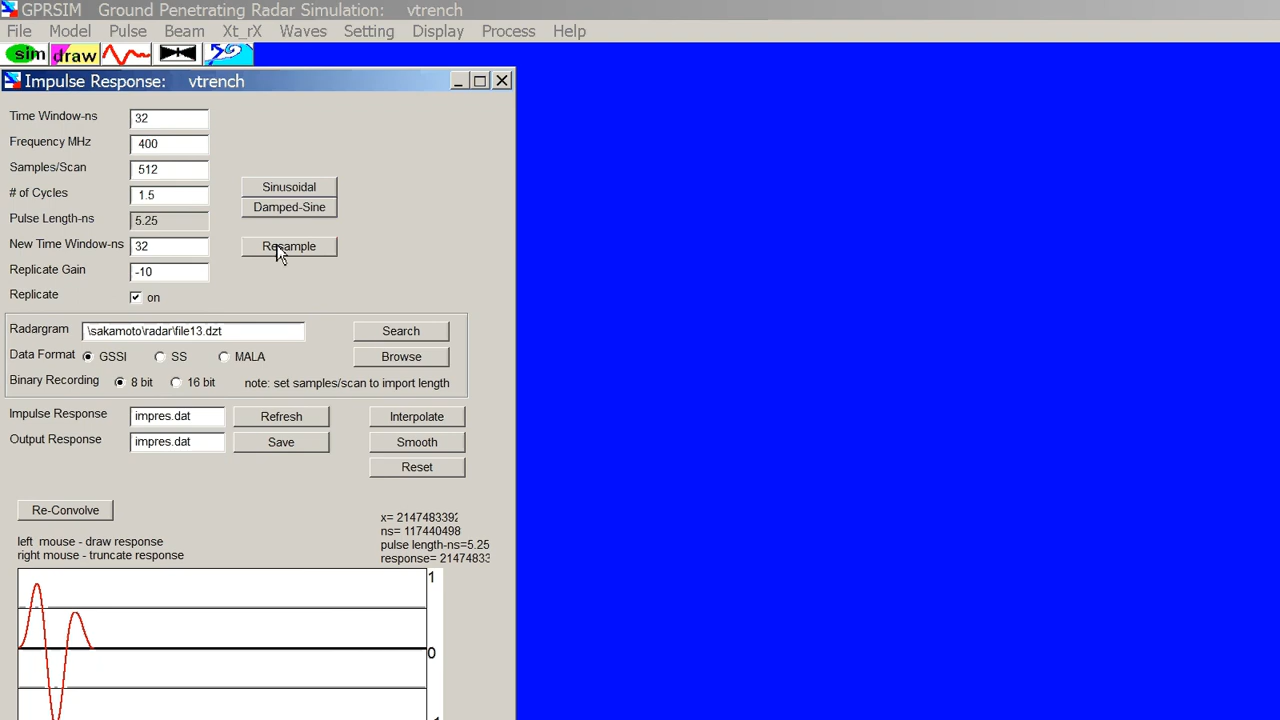 GPRSIM Ground Penetrating Radar Simulation: vtrench
File Model Pulse Beam Xt_rX Waves Setting Display Process Help
sim draw
Impulse Response: vtrench
Time Window-ns 32
Frequency MHz 400
Samples/Scan 512
# of Cycles 1.5
Sinusoidal
Damped-Sine
Pulse Length-ns 5.25
New Time Window-ns 32 Resample
Replicate Gain -10
Replicate on
Radargram \sakamoto\radar\file13.dzt Search
Data Format GSSI SS MALA Browse
Binary Recording 8 bit 16 bit note: set samples/scan to import length
Impulse Response impres.dat Refresh Interpolate
Output Response impres.dat Save Smooth
Reset
Re-Convolve
x= 2147483392
ns= 117440498
pulse length-ns=5.25
response= 21474833
left mouse - draw response
right mouse - truncate response
1
0